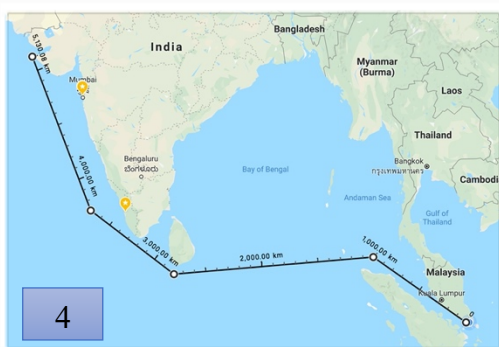 Bangladesh
India
5,130.08 km
Myanmar
(Burma)
Mumbai
Laos
4,000.00 km
Thailand
Bengaluru
ಬೆಂಗಳೂರು
Bay of Bengal
Bangkok
กรุงเทพมหานคร
Cambodi
Andaman Sea
Gulf of
Thailand
3,000.00 km
2,000.00 km
1,000.00 km
Malaysia
Kuala Lumpur
0
4